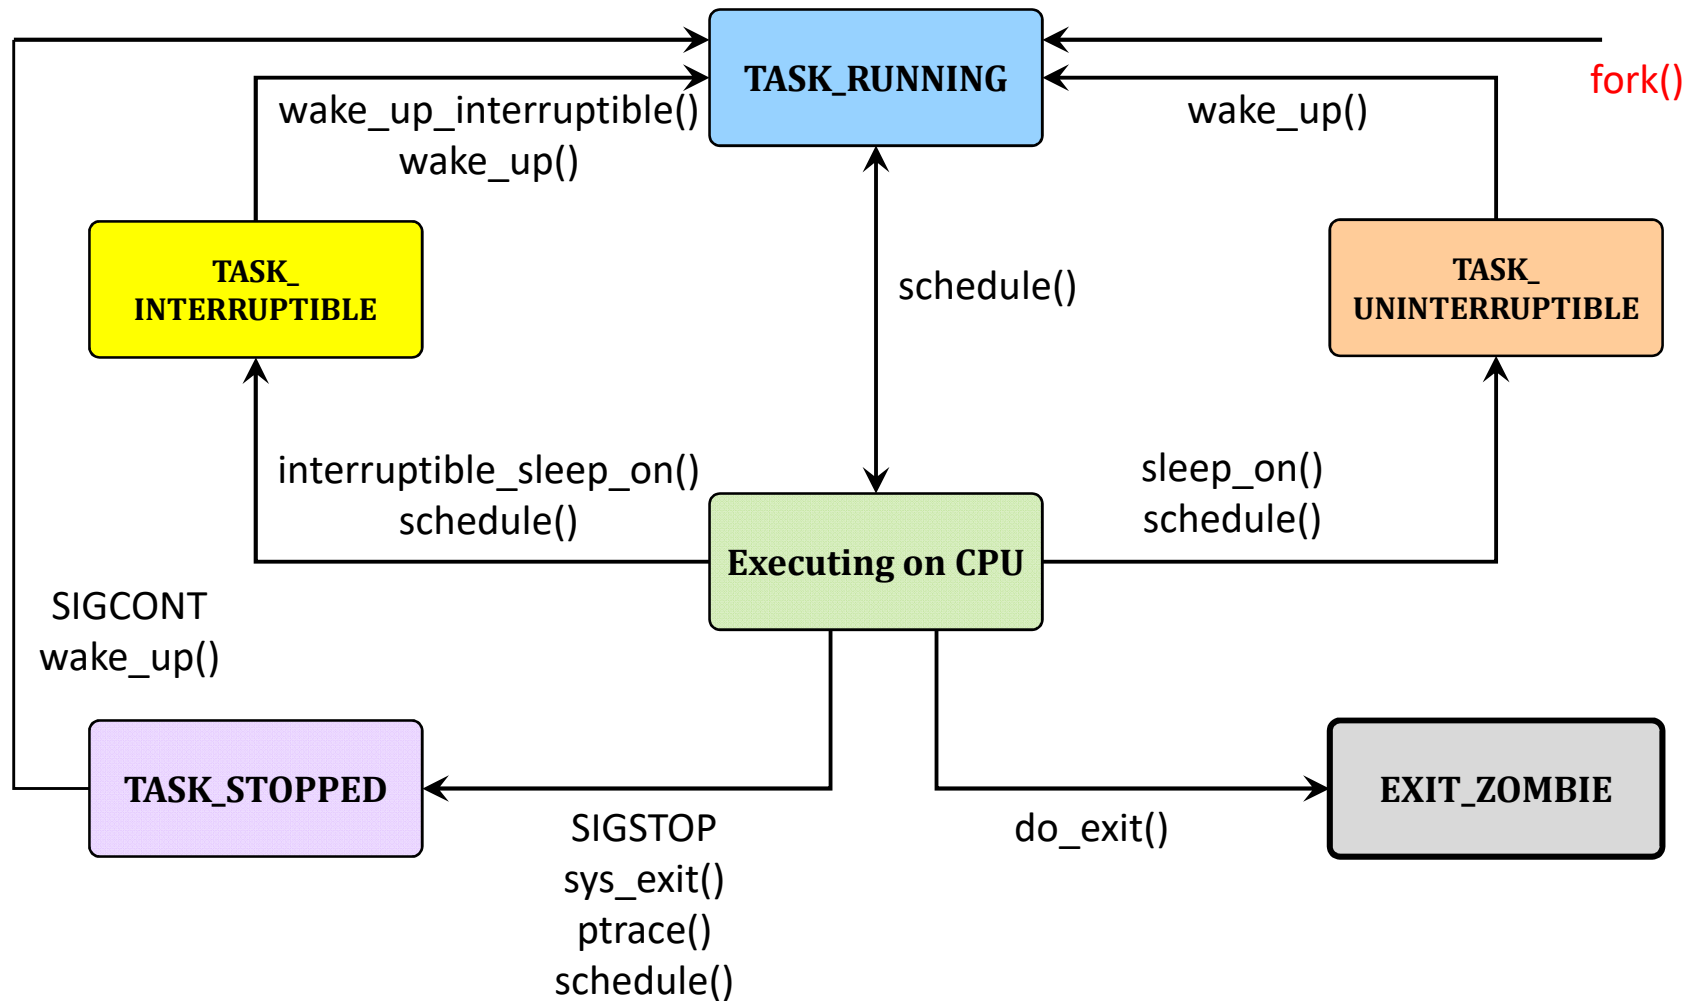 TASK_RUNNING
fork()
wake_up_interruptible()
wake_up()
wake_up()
TASK_
INTERRUPTIBLE
schedule()
TASK_
UNINTERRUPTIBLE
interruptible_sleep_on()
schedule()
sleep_on()
schedule()
Executing on CPU
SIGCONT
wake_up()
TASK_STOPPED
EXIT_ZOMBIE
SIGSTOP
sys_exit()
ptrace()
schedule()
do_exit()